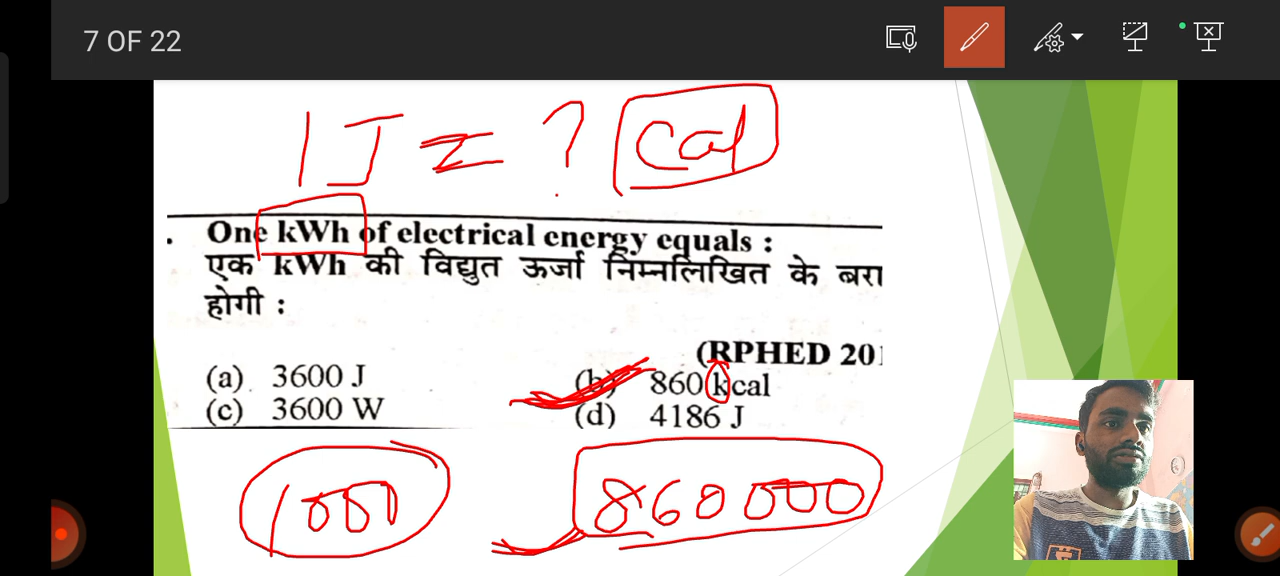 7 OF 22
1 J = ? Cal
. One kWh of electrical energy equals :
एक kWh की विद्युत ऊर्जा निम्नलिखित के बरा
होगी :
(RPHED 201
(a) 3600 J (b) 860 kcal
(c) 3600 W (d) 4186 J
1000 860000